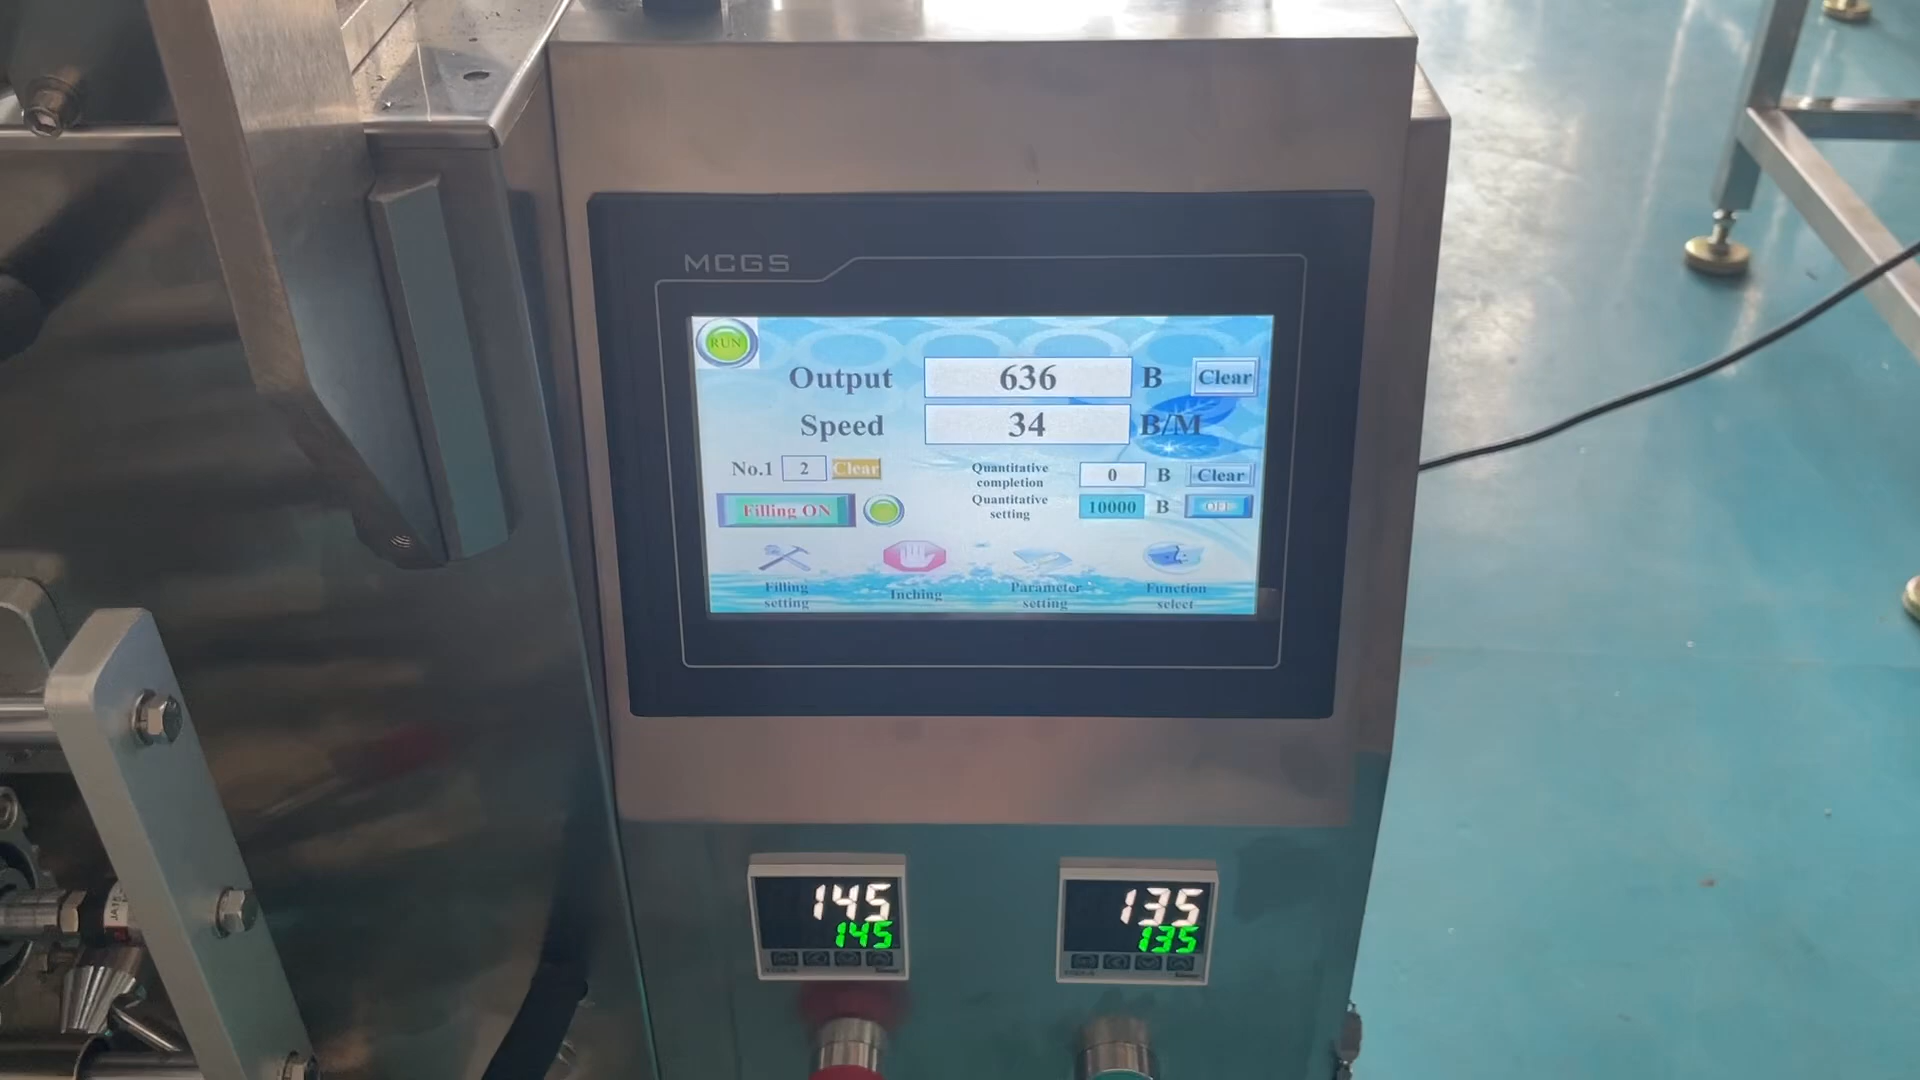 MCGS
RUN
Output 636 B Clear
Speed 34 B/M
No.1 2 Clear
Quantitative completion 0 B Clear
Filling ON
Quantitative setting 10000 B OFF
Filling setting
Inching
Parameter setting
Function select
145
145
135
135